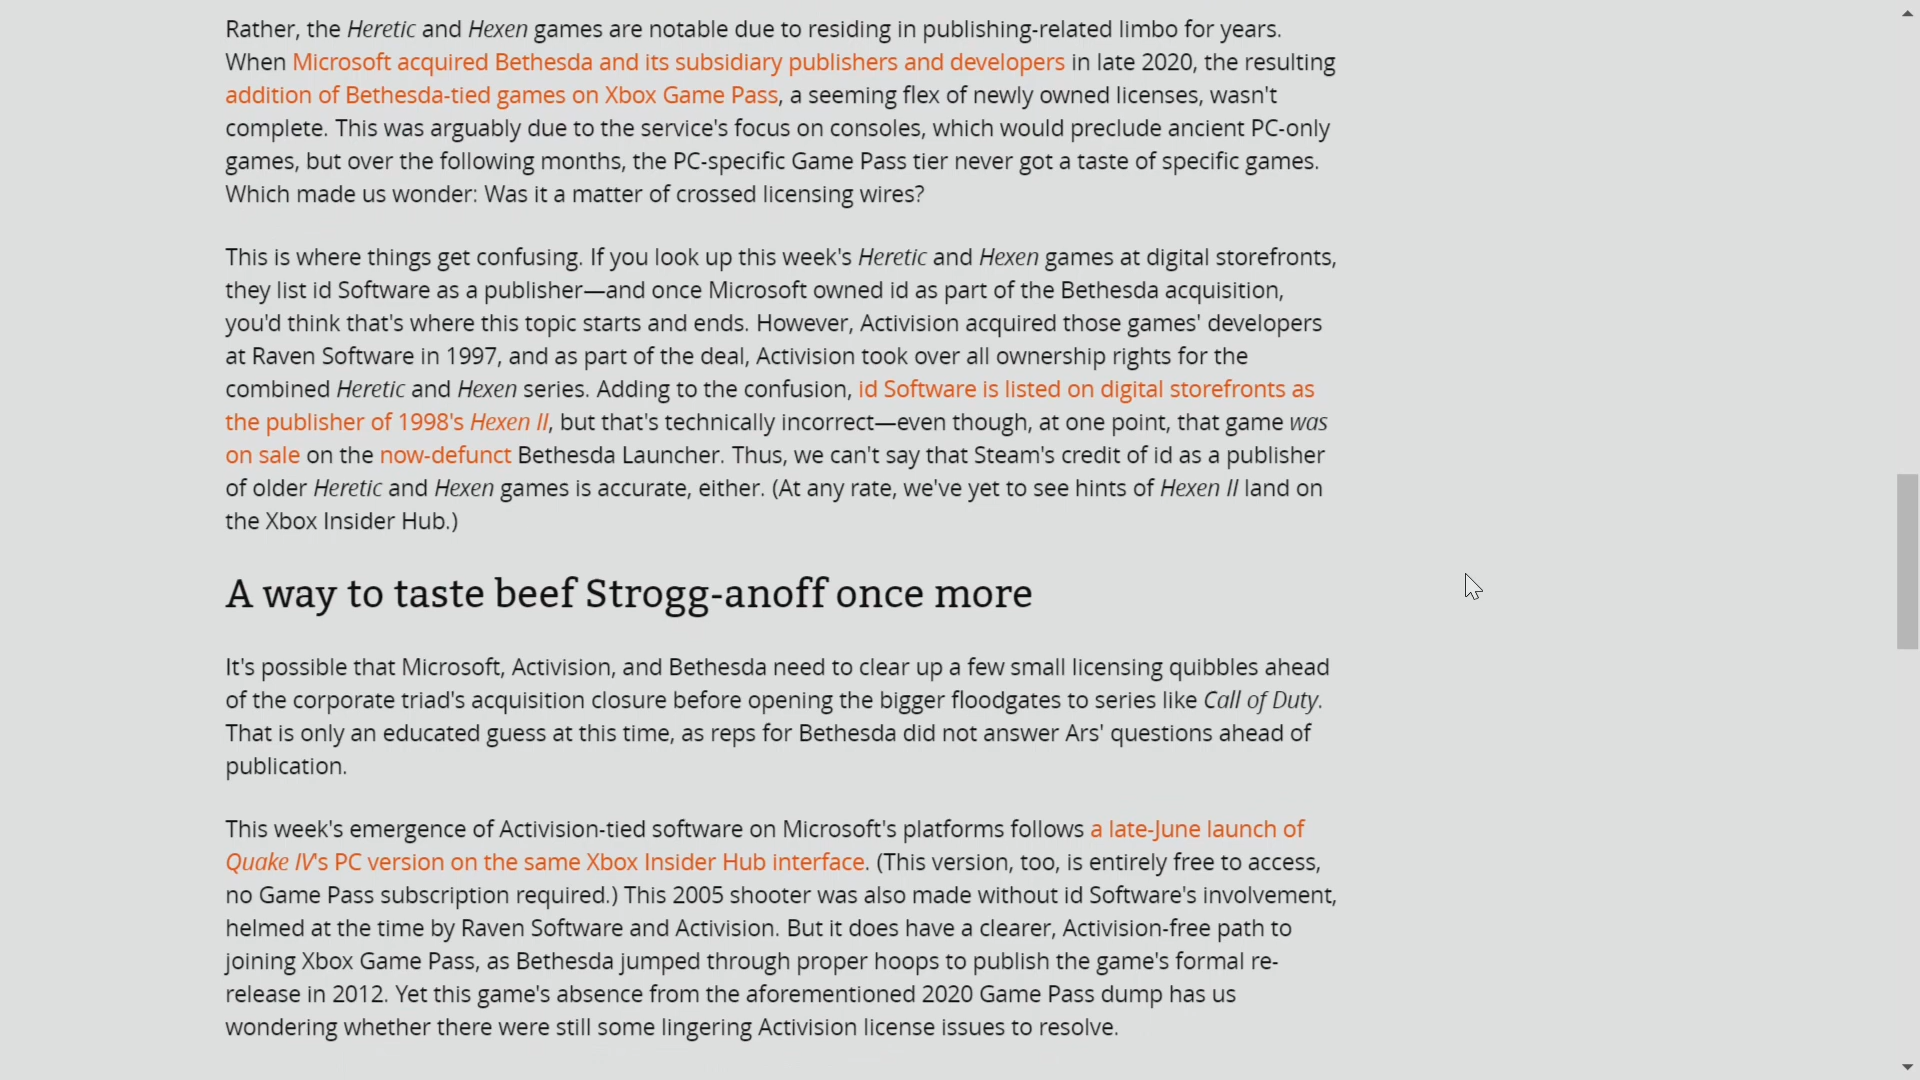 Rather, the Heretic and Hexen games are notable due to residing in publishing-related limbo for years.
When Microsoft acquired Bethesda and its subsidiary publishers and developers in late 2020, the resulting
addition of Bethesda-tied games on Xbox Game Pass, a seeming flex of newly owned licenses, wasn't
complete. This was arguably due to the service's focus on consoles, which would preclude ancient PC-only
games, but over the following months, the PC-specific Game Pass tier never got a taste of specific games.
Which made us wonder: Was it a matter of crossed licensing wires?
This is where things get confusing. If you look up this week's Heretic and Hexen games at digital storefronts,
they list id Software as a publisher—and once Microsoft owned id as part of the Bethesda acquisition,
you'd think that's where this topic starts and ends. However, Activision acquired those games' developers
at Raven Software in 1997, and as part of the deal, Activision took over all ownership rights for the
combined Heretic and Hexen series. Adding to the confusion, id Software is listed on digital storefronts as
the publisher of 1998's Hexen II, but that's technically incorrect—even though, at one point, that game was
on sale on the now-defunct Bethesda Launcher. Thus, we can't say that Steam's credit of id as a publisher
of older Heretic and Hexen games is accurate, either. (At any rate, we've yet to see hints of Hexen II land on
the Xbox Insider Hub.)
A way to taste beef Strogg-anoff once more
It's possible that Microsoft, Activision, and Bethesda need to clear up a few small licensing quibbles ahead
of the corporate triad's acquisition closure before opening the bigger floodgates to series like Call of Duty.
That is only an educated guess at this time, as reps for Bethesda did not answer Ars' questions ahead of
publication.
This week's emergence of Activision-tied software on Microsoft's platforms follows a late-June launch of
Quake IV's PC version on the same Xbox Insider Hub interface. (This version, too, is entirely free to access,
no Game Pass subscription required.) This 2005 shooter was also made without id Software's involvement,
helmed at the time by Raven Software and Activision. But it does have a clearer, Activision-free path to
joining Xbox Game Pass, as Bethesda jumped through proper hoops to publish the game's formal re-
release in 2012. Yet this game's absence from the aforementioned 2020 Game Pass dump has us
wondering whether there were still some lingering Activision license issues to resolve.